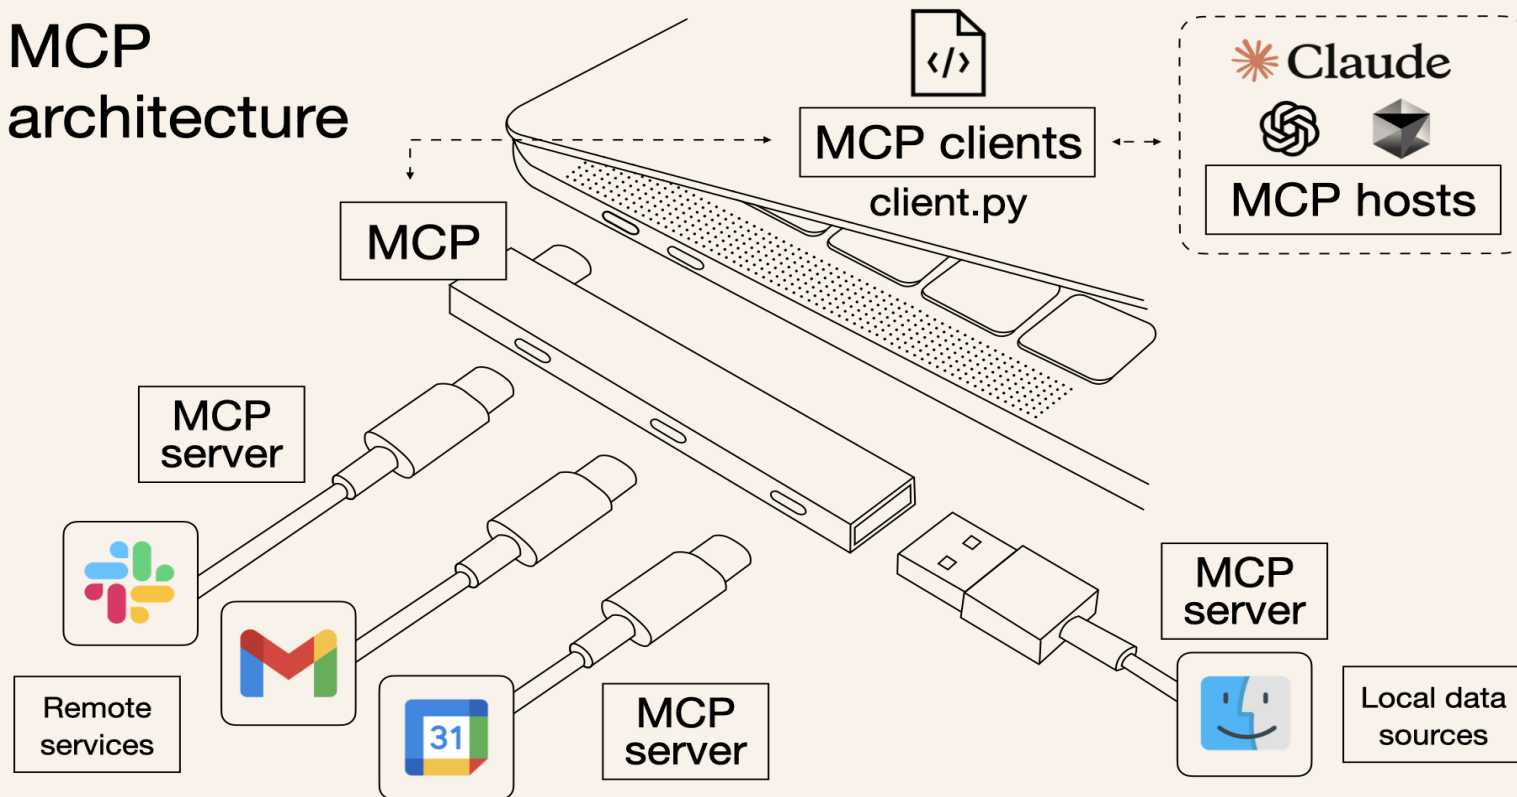 MCP
architecture
</>
MCP clients
client.py
Claude
MCP hosts
MCP
MCP
server
Remote
services
31
MCP
server
MCP
server
Local data
sources